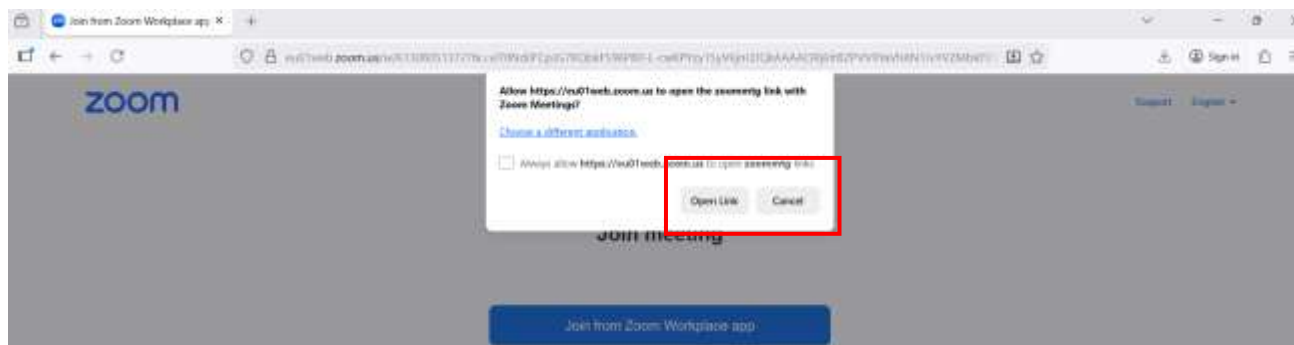 Join from Zoom Workplace app
zoom.us
Sign in
zoom
Support English
Allow https://eu01web.zoom.us to open the zoommtg link with
Zoom Meetings?
Choose a different application.
Always allow https://eu01web.zoom.us to open zoommtg links
Open Link Cancel
Join meeting
Join from Zoom Workplace app